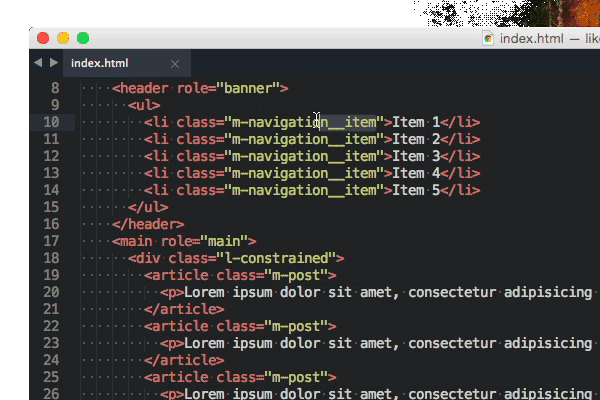 index.html — like
index.html
8 <header role="banner">
9 <ul>
10 <li class="m-navigation__item">Item 1</li>
11 <li class="m-navigation__item">Item 2</li>
12 <li class="m-navigation__item">Item 3</li>
13 <li class="m-navigation__item">Item 4</li>
14 <li class="m-navigation__item">Item 5</li>
15 </ul>
16 </header>
17 <main role="main">
18 <div class="l-constrained">
19 <article class="m-post">
20 <p>Lorem ipsum dolor sit amet, consectetur adipisicing
21 </article>
22 <article class="m-post">
23 <p>Lorem ipsum dolor sit amet, consectetur adipisicing
24 </article>
25 <article class="m-post">
26 <p>Lorem ipsum dolor sit amet, consectetur adipisicing